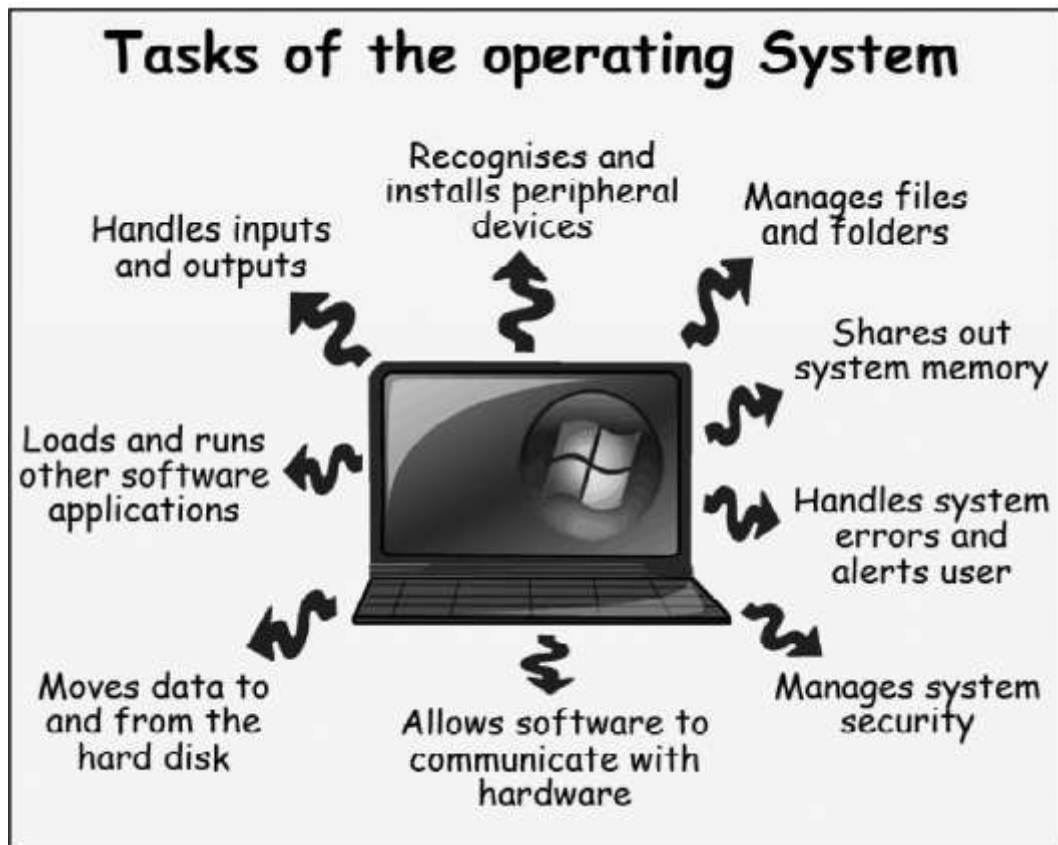 Tasks of the operating System
Recognises and
installs peripheral
devices
Manages files
and folders
Handles inputs
and outputs
Shares out
system memory
Loads and runs
other software
applications
Handles system
errors and
alerts user
Moves data to
and from the
hard disk
Allows software to
communicate with
hardware
Manages system
security